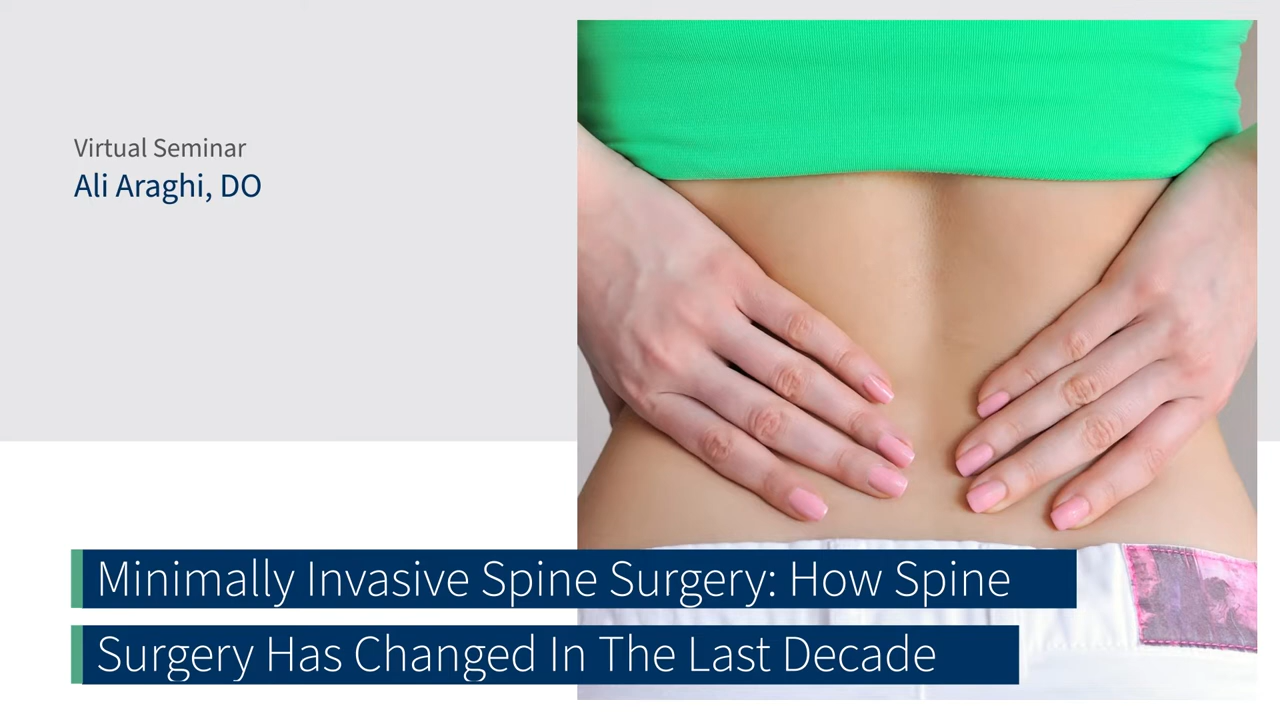 Virtual Seminar
Ali Araghi, DO
Minimally Invasive Spine Surgery: How Spine
Surgery Has Changed In The Last Decade